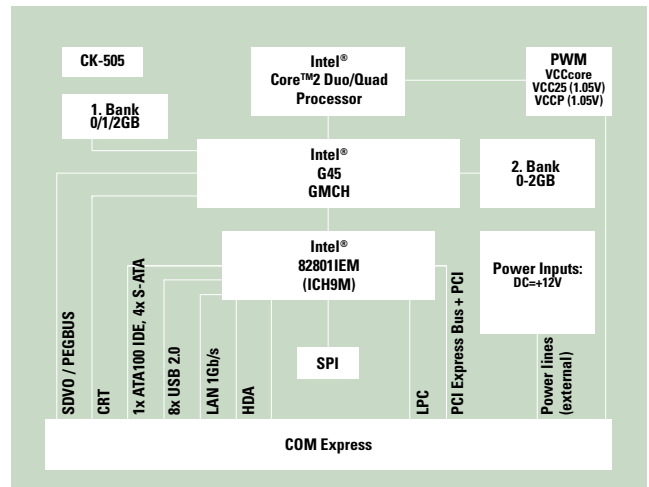 CK-505
Intel®
Core™2 Duo/Quad
Processor
PWM
VCCcore
VCC25 (1.05V)
VCCP (1.05V)
1. Bank
0/1/2GB
Intel®
G45
GMCH
2. Bank
0-2GB
Intel®
82801IEM
(ICH9M)
Power Inputs:
DC=+12V
SPI
SDVO / PEGBUS
CRT
1x ATA100 IDE, 4x S-ATA
8x USB 2.0
LAN 1Gb/s
HDA
LPC
PCI Express Bus + PCI
Power lines
(external)
COM Express